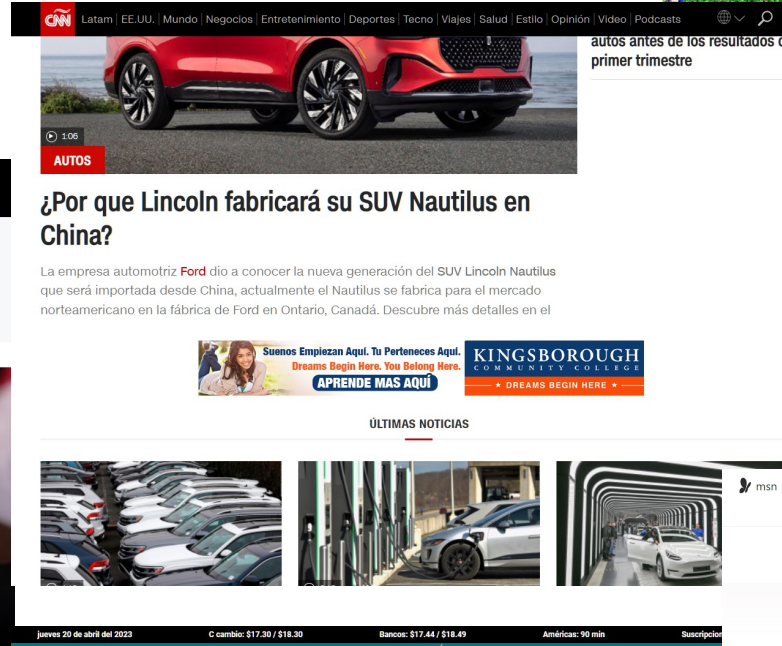 CNN Latam EE.UU. Mundo Negocios Entretenimiento Deportes Tecno Viajes Salud Estilo Opinión Video Podcasts
autos antes de los resultados
primer trimestre
1:06
AUTOS
¿Por que Lincoln fabricará su SUV Nautilus en
China?
La empresa automotriz Ford dio a conocer la nueva generación del SUV Lincoln Nautilus
que será importada desde China, actualmente el Nautilus se fabrica para el mercado
norteamericano en la fábrica de Ford en Ontario, Canadá. Descubre más detalles en el
Suenos Empiezan Aquí. Tu Perteneces Aquí.
Dreams Begin Here. You Belong Here.
APRENDE MAS AQUÍ
KINGSBOROUGH
COMMUNITY COLLEGE
★ DREAMS BEGIN HERE ★
ÚLTIMAS NOTICIAS
msn
jueves 20 de abril del 2023 C cambio: $17.30 / $18.30 Bancos: $17.44 / $18.49 Américas: 90 min Suscripcion